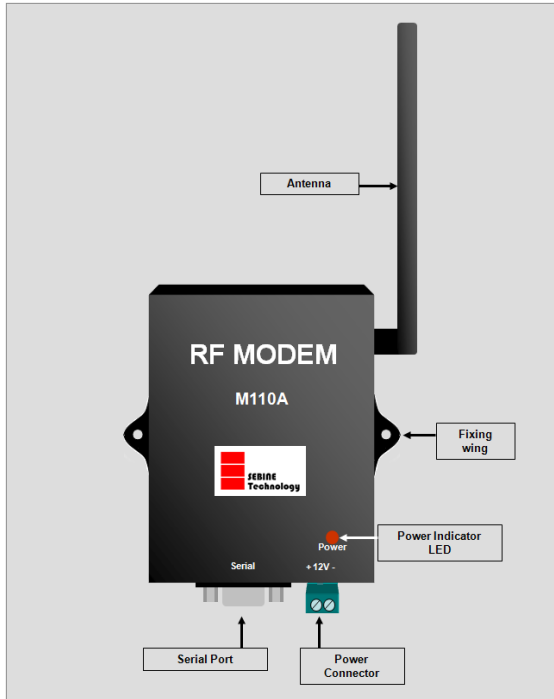 Antenna
RF MODEM
M110A
Fixing
wing
SEBINE
Technology
Power Indicator
LED
Power
Serial
+ 12V -
Serial Port
Power
Connector